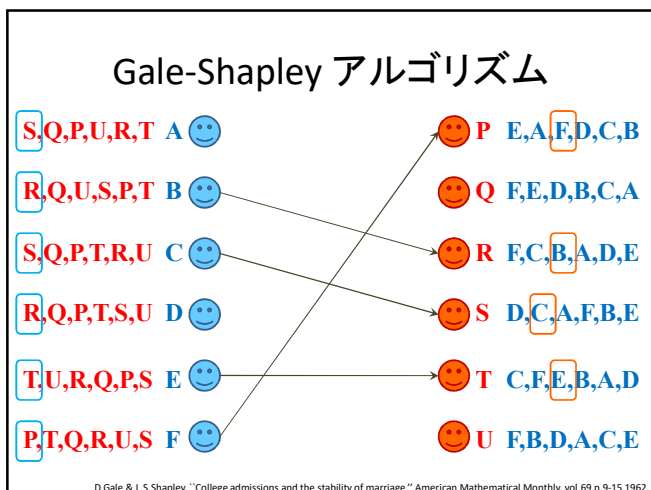 Gale-Shapley アルゴリズム
S,Q,P,U,R,T A P E,A,F,D,C,B
R,Q,U,S,P,T B Q F,E,D,B,C,A
S,Q,P,T,R,U C R F,C,B,A,D,E
R,Q,P,T,S,U D S D,C,A,F,B,E
T,U,R,Q,P,S E T C,F,E,B,A,D
P,T,Q,R,U,S F U F,B,D,A,C,E
D.Gale & L.S.Shapley, ``College admissions and the stability of marriage,'' American Mathematical Monthly, vol.69,p.9-15,1962.